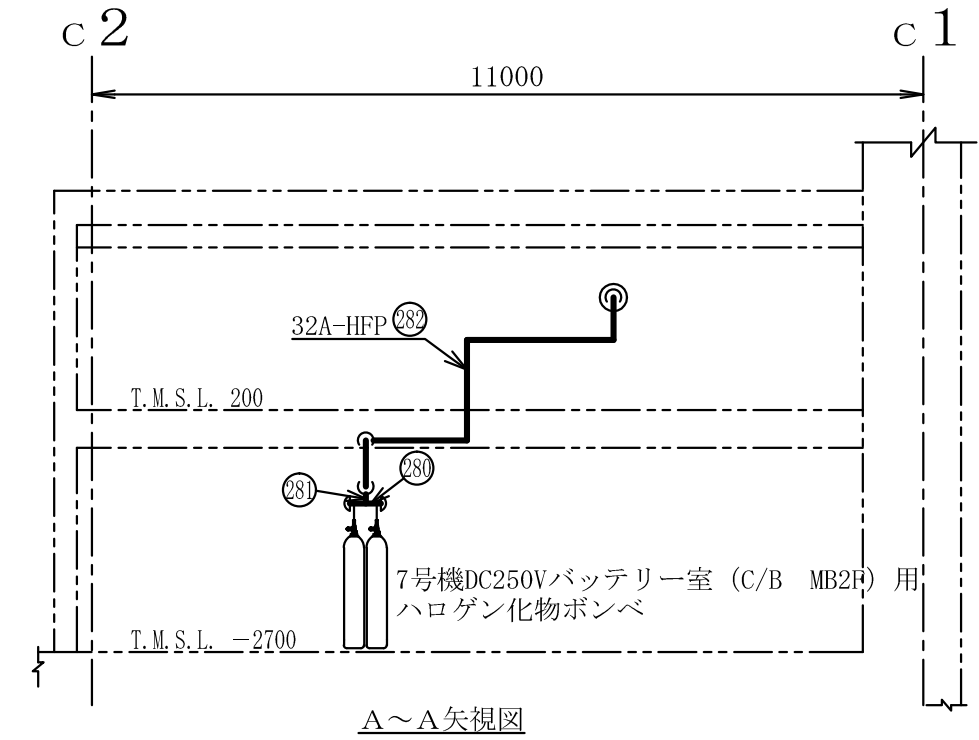 C2
C1
11000
32A-HFP 282
T.M.S.L. 200
280
281
7号機DC250Vバッテリー室（C/B　MB2F）用
ハロゲン化物ボンベ
T.M.S.L. －2700
A～A矢視図